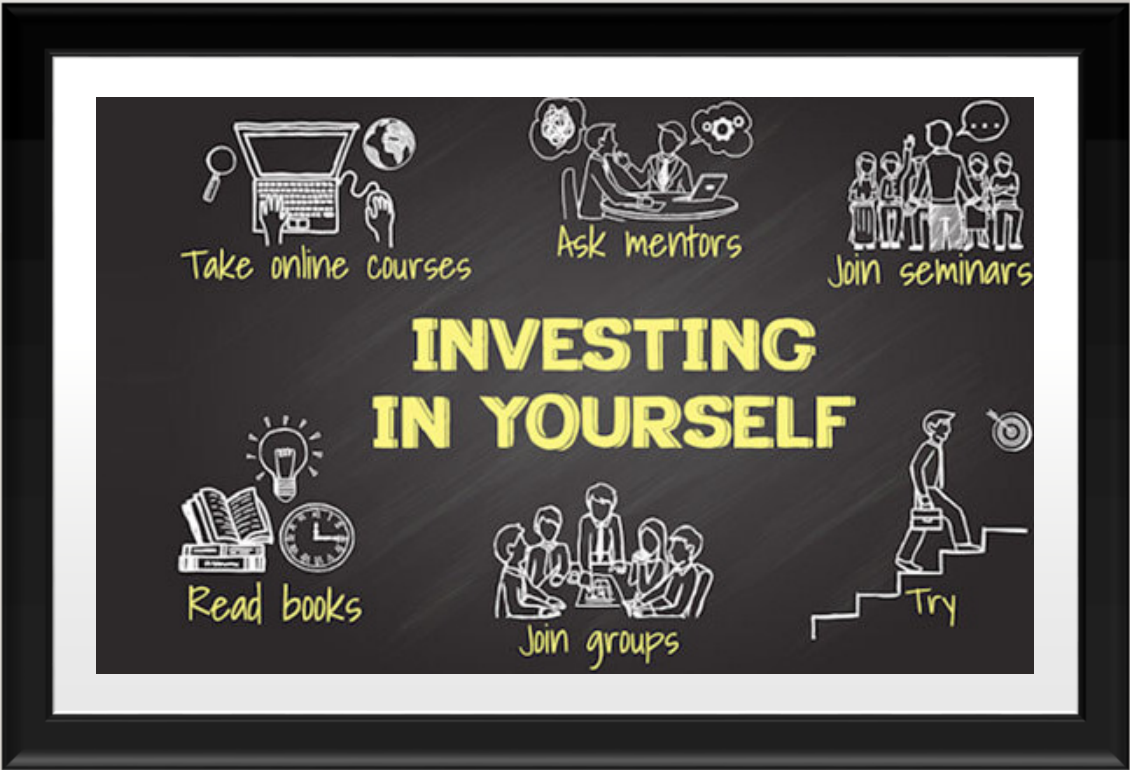 Take online courses
Ask mentors
Join seminars
INVESTING
IN YOURSELF
Read books
Join groups
Try